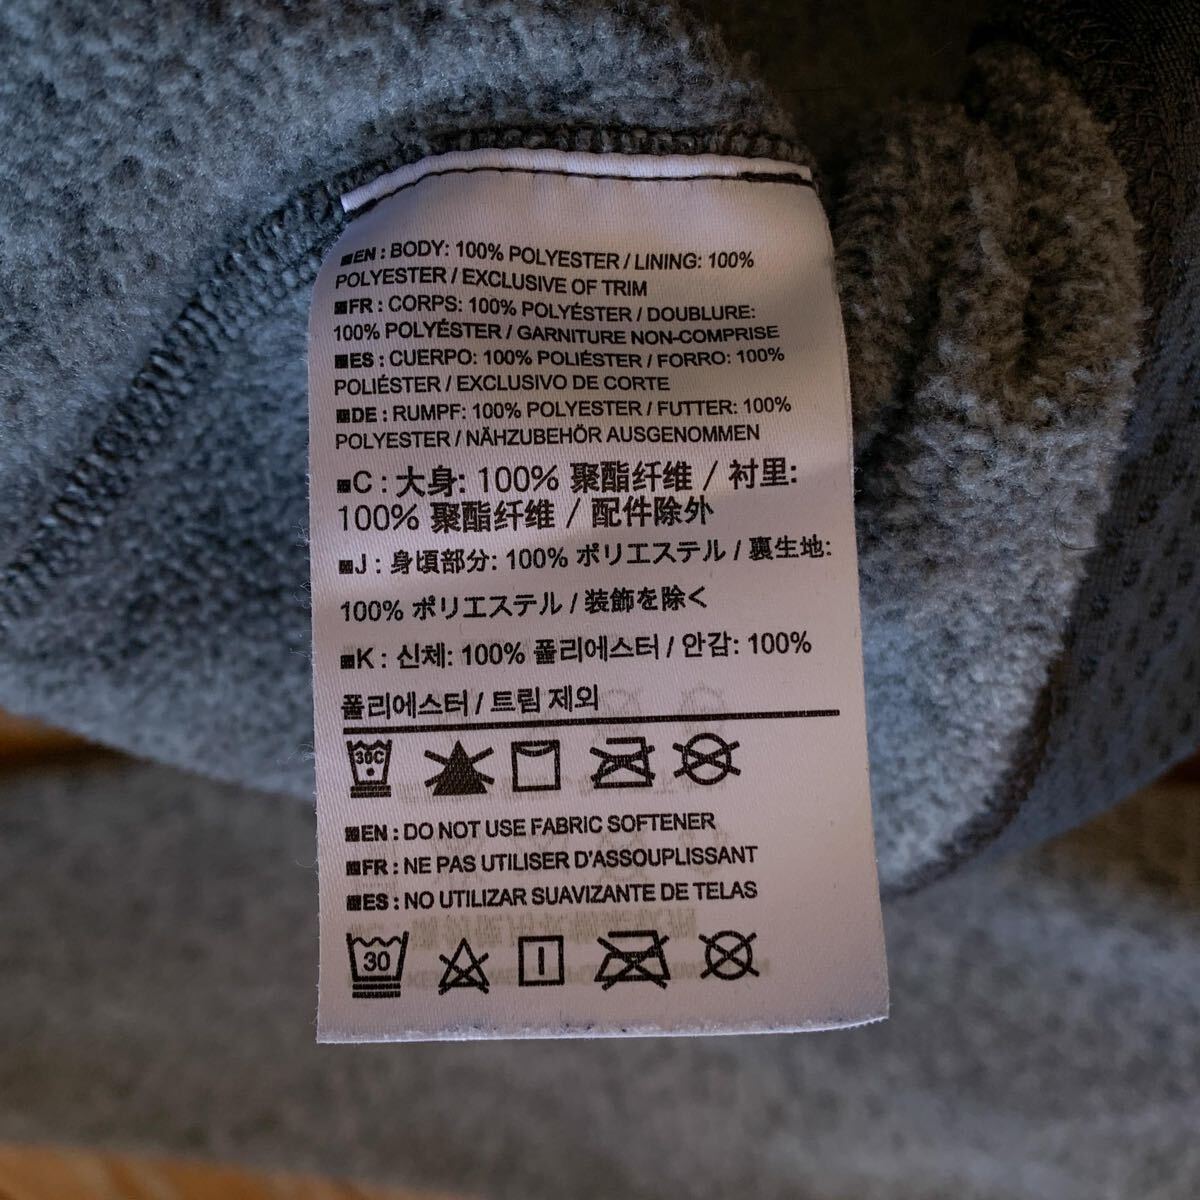 ■EN : BODY: 100% POLYESTER / LINING: 100%
POLYESTER / EXCLUSIVE OF TRIM
■FR : CORPS: 100% POLYÉSTER / DOUBLURE:
100% POLYÉSTER / GARNITURE NON-COMPRISE
■ES : CUERPO: 100% POLIÉSTER / FORRO: 100%
POLIÉSTER / EXCLUSIVO DE CORTE
■DE : RUMPF: 100% POLYESTER / FUTTER: 100%
POLYESTER / NÄHZUBEHÖR AUSGENOMMEN
■C : 大身: 100% 聚酯纤维 / 衬里:
100% 聚酯纤维 / 配件除外
■J : 身頃部分: 100% ポリエステル / 裏生地:
100% ポリエステル / 装飾を除く
■K : 신체: 100% 폴리에스터 / 안감: 100%
폴리에스터 / 트림 제외
30C
■EN : DO NOT USE FABRIC SOFTENER
■FR : NE PAS UTILISER D'ASSOUPLISSANT
■ES : NO UTILIZAR SUAVIZANTE DE TELAS
30